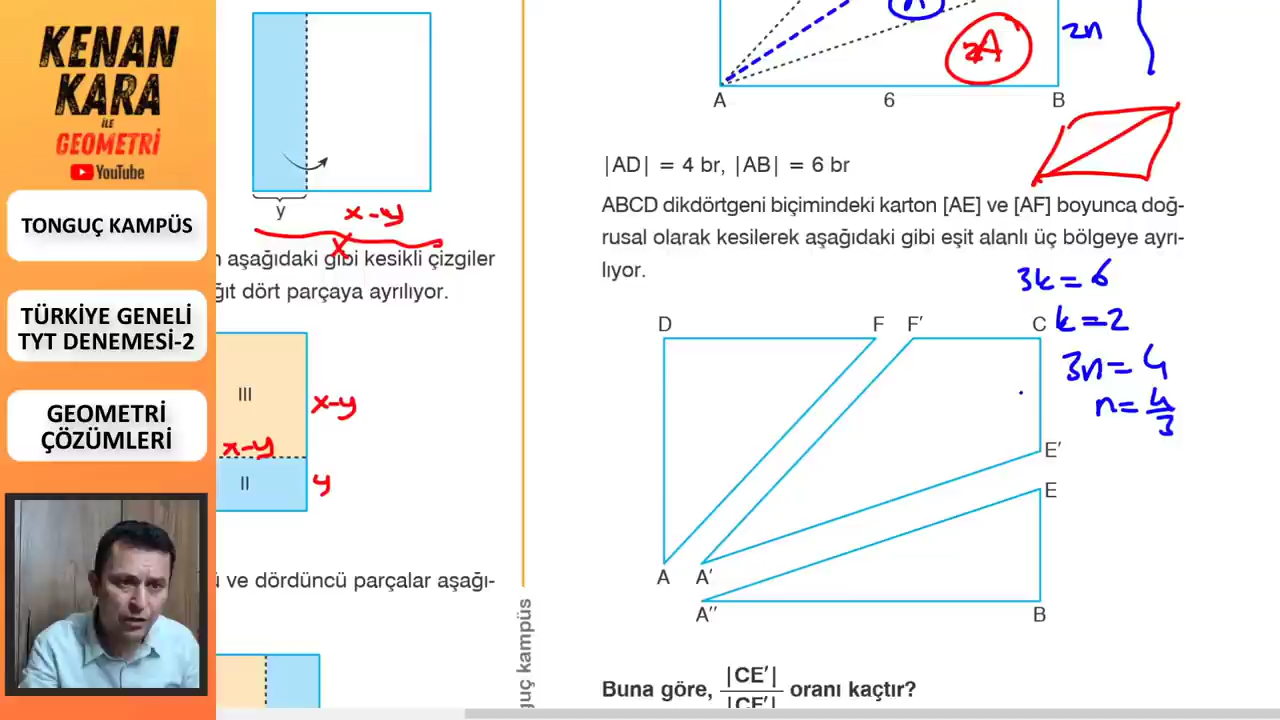 KENAN
KARA
İLE
GEOMETRİ
YouTube
TONGUÇ KAMPÜS
TÜRKİYE GENELİ
TYT DENEMESİ-2
GEOMETRİ
ÇÖZÜMLERİ
y
x-y
x
aşağıdaki gibi kesikli çizgiler
dört parçaya ayrılıyor.
III
x-y
x-y
II
y
ve dördüncü parçalar aşağı-
kampüs
2A
2n
A
6
B
|AD| = 4 br, |AB| = 6 br
ABCD dikdörtgeni biçimindeki karton [AE] ve [AF] boyunca doğ-
rusal olarak kesilerek aşağıdaki gibi eşit alanlı üç bölgeye ayrı-
lıyor.
3k = 6
k = 2
3n = 4
n = 4/3
D
F
F′
C
E′
E
A
A′
A′′
B
Buna göre, |CE′|
|CF′| oranı kaçtır?